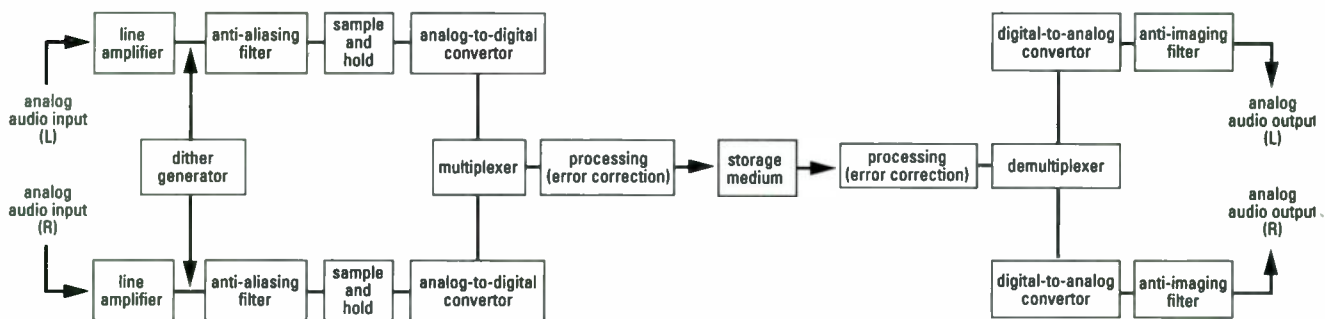 line
amplifier
anti-aliasing
filter
sample
and
hold
analog-to-digital
convertor
digital-to-analog
convertor
anti-imaging
filter
analog
audio input
(L)
analog
audio output
(L)
dither
generator
multiplexer
processing
(error correction)
storage
medium
processing
(error correction)
demultiplexer
analog
audio input
(R)
analog
audio output
(R)
line
amplifier
anti-aliasing
filter
sample
and
hold
analog-to-digital
convertor
digital-to-analog
convertor
anti-imaging
filter